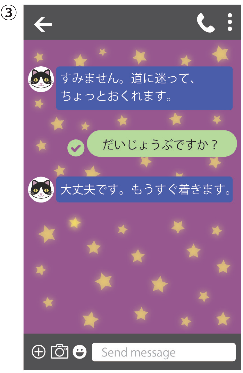 ③
すみません。道に迷って、
ちょっとおくれます。
だいじょうぶですか？
大丈夫です。もうすぐ着きます。
Send message